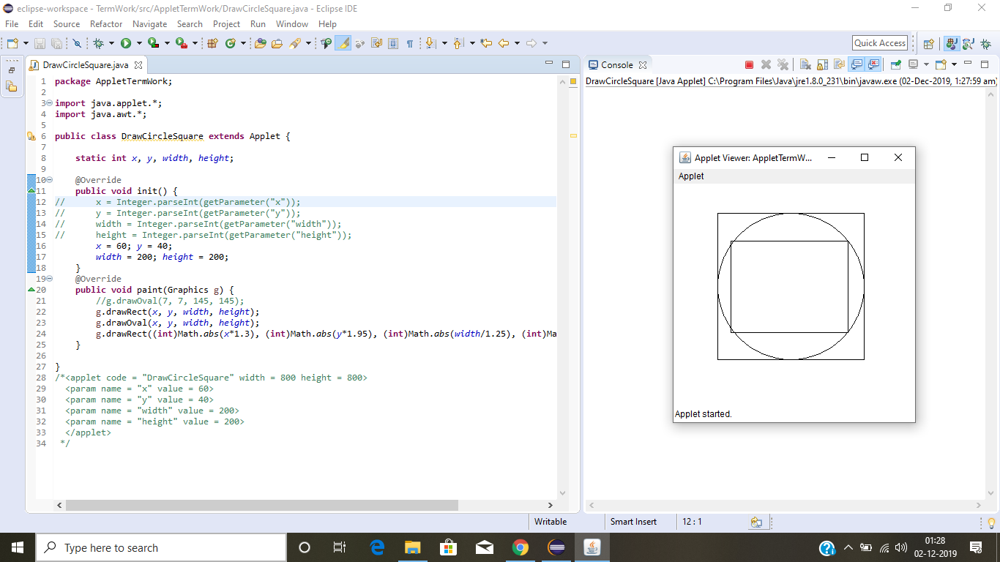 eclipse-workspace - TermWork/src/AppletTermWork/DrawCircleSquare.java - Eclipse IDE
File Edit Source Refactor Navigate Search Project Run Window Help
Quick Access
DrawCircleSquare.java
1 package AppletTermWork;
2
3 import java.applet.*;
4 import java.awt.*;
5
6 public class DrawCircleSquare extends Applet {
7
8     static int x, y, width, height;
9
10     @Override
11     public void init() {
12 //      x = Integer.parseInt(getParameter("x"));
13 //      y = Integer.parseInt(getParameter("y"));
14 //      width = Integer.parseInt(getParameter("width"));
15 //      height = Integer.parseInt(getParameter("height"));
16         x = 60; y = 40;
17         width = 200; height = 200;
18     }
19     @Override
20     public void paint(Graphics g) {
21         //g.drawOval(7, 7, 145, 145);
22         g.drawRect(x, y, width, height);
23         g.drawOval(x, y, width, height);
24         g.drawRect((int)Math.abs(x*1.3), (int)Math.abs(y*1.95), (int)Math.abs(width/1.25), (int)Ma
25     }
26
27 }
28 /*<applet code = "DrawCircleSquare" width = 800 height = 800>
29   <param name = "x" value = 60>
30   <param name = "y" value = 40>
31   <param name = "width" value = 200>
32   <param name = "height" value = 200>
33   </applet>
34  */
Console
DrawCircleSquare [Java Applet] C:\Program Files\Java\jre1.8.0_231\bin\javaw.exe (02-Dec-2019, 1:27:59 am)
Applet Viewer: AppletTermW...
Applet
Applet started.
Writable Smart Insert 12 : 1
Type here to search
01:28
02-12-2019